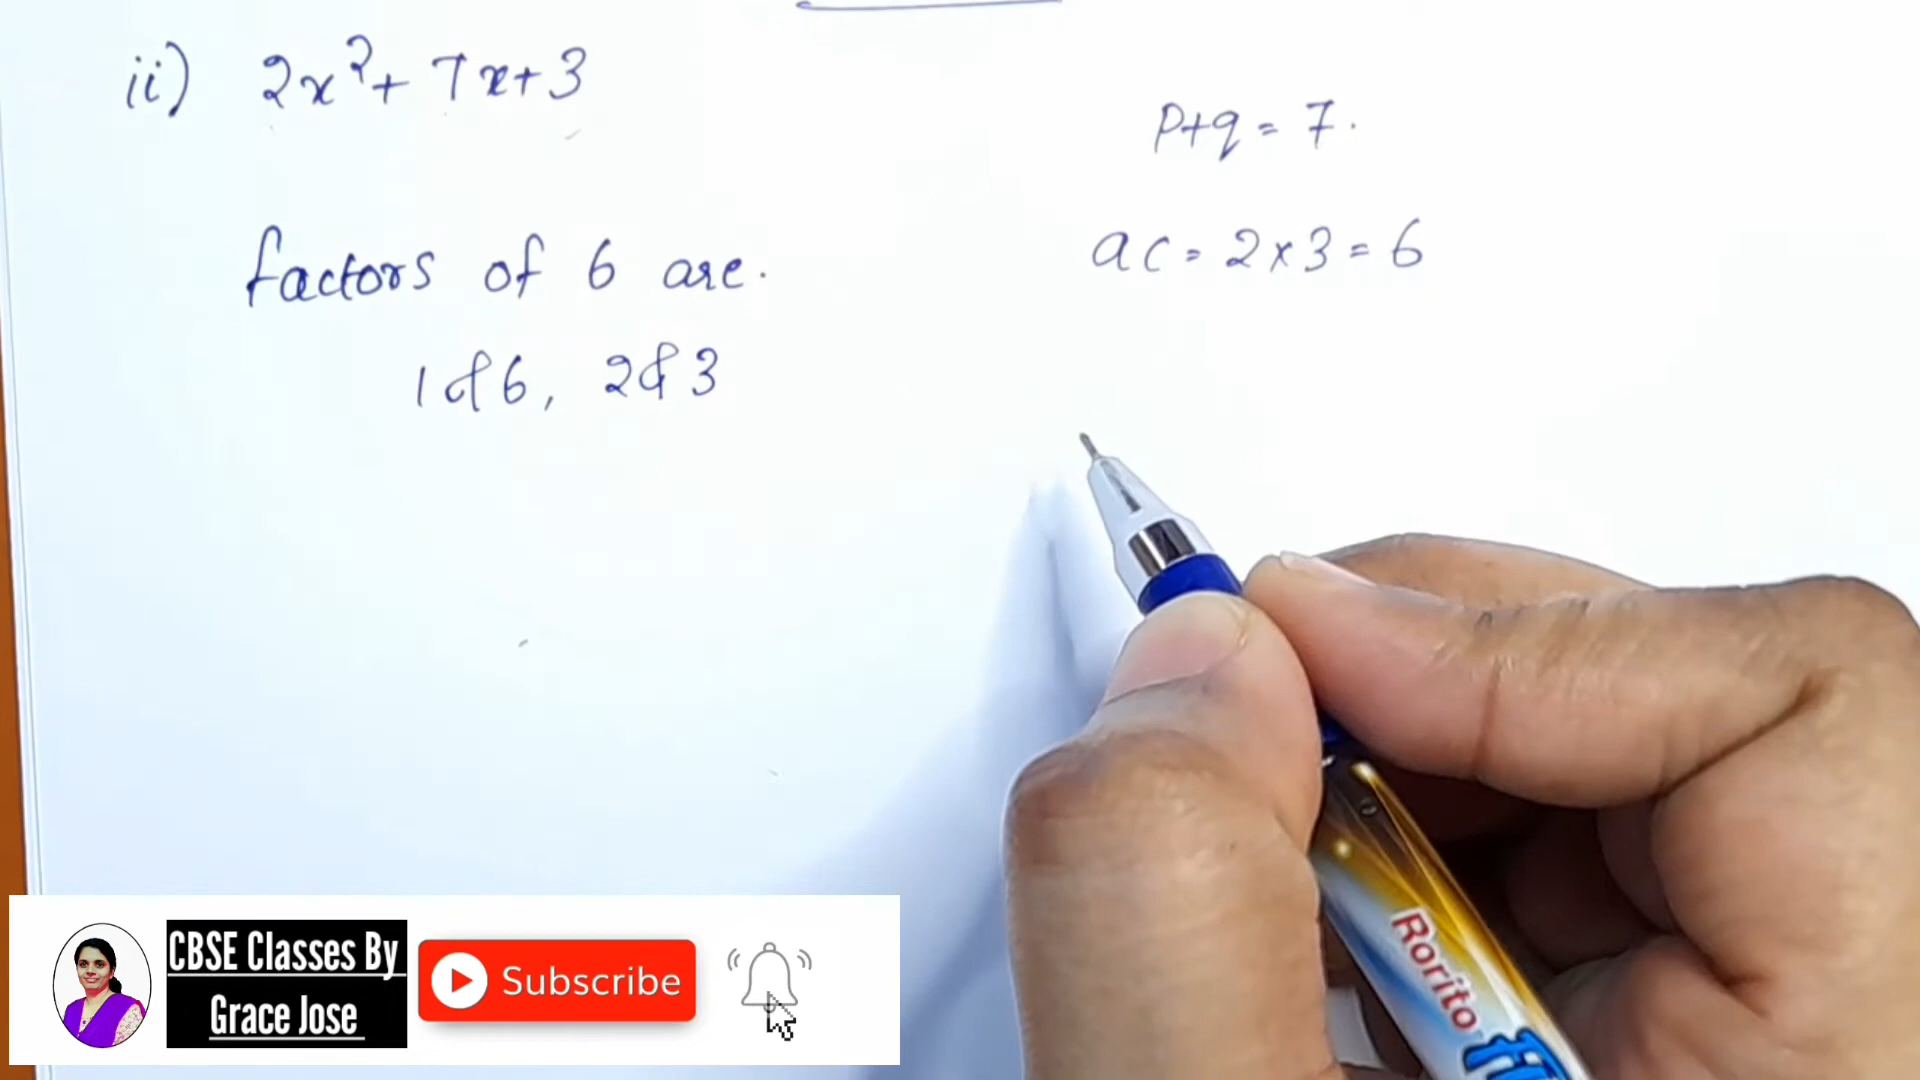 ii) 2x² + 7x + 3
p+q = 7.
ac = 2 × 3 = 6
factors of 6 are.
1 & 6, 2 & 3
CBSE Classes By
Grace Jose
Subscribe
Rorito